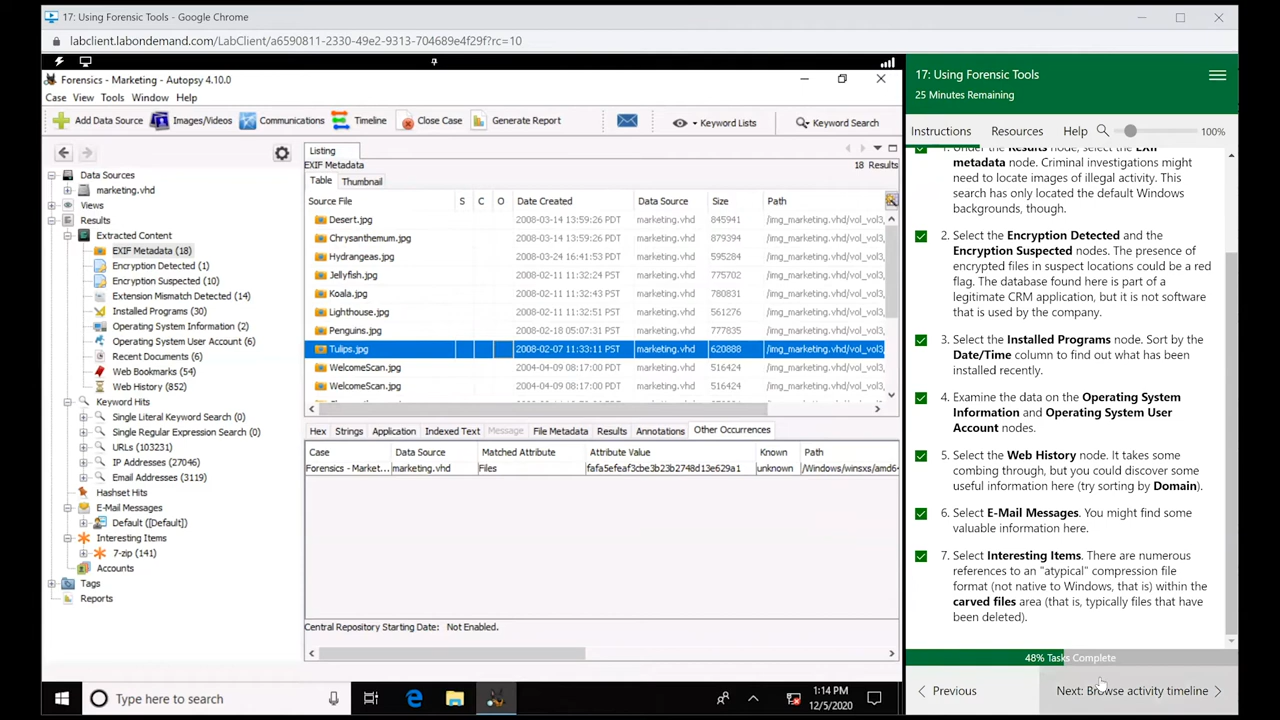 17: Using Forensic Tools - Google Chrome
labclient.labondemand.com/LabClient/a6590811-2330-49e2-9313-704689e4f29f?rc=10
Forensics - Marketing - Autopsy 4.10.0
Case View Tools Window Help
Add Data Source Images/Videos Communications Timeline Close Case Generate Report Keyword Lists Keyword Search
Data Sources
marketing.vhd
Views
Results
Extracted Content
EXIF Metadata (18)
Encryption Detected (1)
Encryption Suspected (10)
Extension Mismatch Detected (14)
Installed Programs (30)
Operating System Information (2)
Operating System User Account (6)
Recent Documents (6)
Web Bookmarks (54)
Web History (852)
Keyword Hits
Single Literal Keyword Search (0)
Single Regular Expression Search (0)
URLs (103231)
IP Addresses (27046)
Email Addresses (3119)
Hashset Hits
E-Mail Messages
Default ([Default])
Interesting Items
7-zip (141)
Accounts
Tags
Reports
Listing
EXIF Metadata 18 Results
Table Thumbnail
Source File S C O Date Created Data Source Size Path
Desert.jpg 2008-03-14 13:59:26 PDT marketing.vhd 845941 /img_marketing.vhd/vol_vol3,
Chrysanthemum.jpg 2008-03-14 13:59:26 PDT marketing.vhd 879394 /img_marketing.vhd/vol_vol3,
Hydrangeas.jpg 2008-03-24 16:41:53 PDT marketing.vhd 595284 /img_marketing.vhd/vol_vol3,
Jellyfish.jpg 2008-02-11 11:32:24 PST marketing.vhd 775702 /img_marketing.vhd/vol_vol3,
Koala.jpg 2008-02-11 11:32:43 PST marketing.vhd 780831 /img_marketing.vhd/vol_vol3,
Lighthouse.jpg 2008-02-11 11:32:51 PST marketing.vhd 561276 /img_marketing.vhd/vol_vol3,
Penguins.jpg 2008-02-18 05:07:31 PST marketing.vhd 777835 /img_marketing.vhd/vol_vol3,
Tulips.jpg 2008-02-07 11:33:11 PST marketing.vhd 620888 /img_marketing.vhd/vol_vol3,
WelcomeScan.jpg 2004-04-09 08:17:00 PDT marketing.vhd 516424 /img_marketing.vhd/vol_vol3,
WelcomeScan.jpg 2004-04-09 08:17:00 PDT marketing.vhd 516424 /img_marketing.vhd/vol_vol3,
Hex Strings Application Indexed Text Message File Metadata Results Annotations Other Occurrences
Case Data Source Matched Attribute Attribute Value Known Path
Forensics - Market... marketing.vhd Files fafa5efeaf3cbe3b23b2748d13e629a1 unknown /Windows/winsxs/amd6
Central Repository Starting Date: Not Enabled.
Type here to search
1:14 PM
12/5/2020
17: Using Forensic Tools
25 Minutes Remaining
Instructions Resources Help 100%
1. Under the Results node, select the EXIF
metadata node. Criminal investigations might
need to locate images of illegal activity. This
search has only located the default Windows
backgrounds, though.
2. Select the Encryption Detected and the
Encryption Suspected nodes. The presence of
encrypted files in suspect locations could be a red
flag. The database found here is part of a
legitimate CRM application, but it is not software
that is used by the company.
3. Select the Installed Programs node. Sort by the
Date/Time column to find out what has been
installed recently.
4. Examine the data on the Operating System
Information and Operating System User
Account nodes.
5. Select the Web History node. It takes some
combing through, but you could discover some
useful information here (try sorting by Domain).
6. Select E-Mail Messages. You might find some
valuable information here.
7. Select Interesting Items. There are numerous
references to an "atypical" compression file
format (not native to Windows, that is) within the
carved files area (that is, typically files that have
been deleted).
48% Tasks Complete
Previous Next: Browse activity timeline